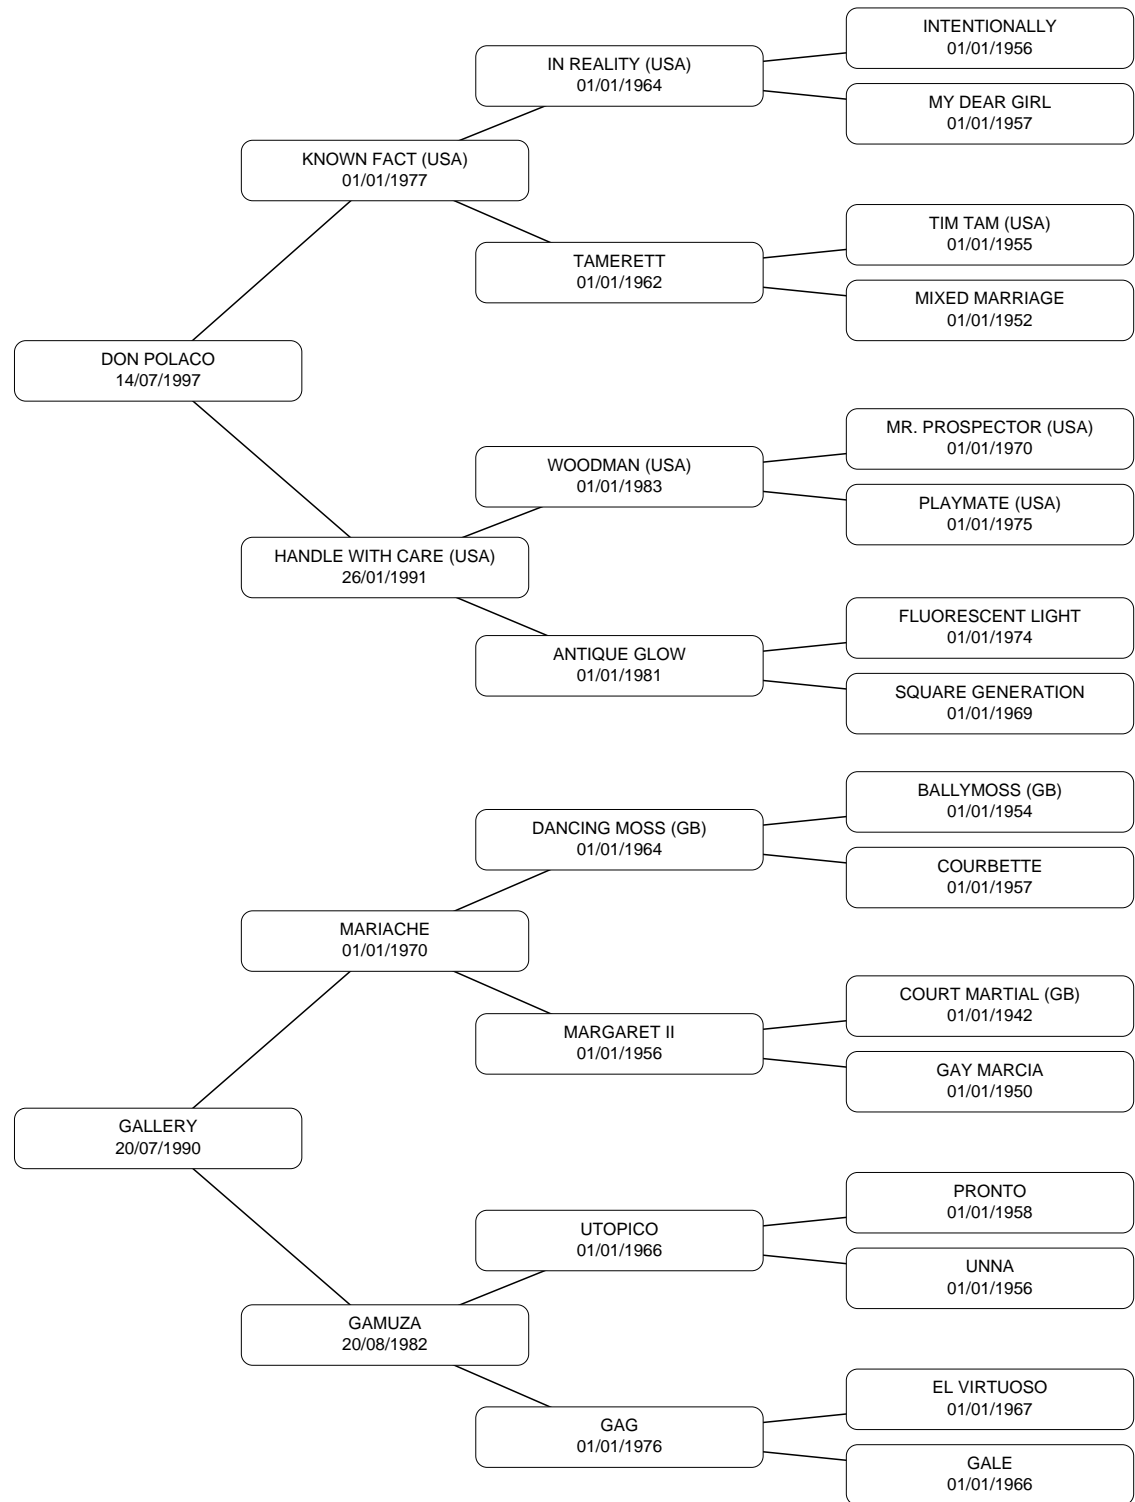 INTENTIONALLY
01/01/1956
IN REALITY (USA)
01/01/1964
MY DEAR GIRL
01/01/1957
KNOWN FACT (USA)
01/01/1977
TIM TAM (USA)
01/01/1955
TAMERETT
01/01/1962
MIXED MARRIAGE
01/01/1952
DON POLACO
14/07/1997
MR. PROSPECTOR (USA)
01/01/1970
WOODMAN (USA)
01/01/1983
PLAYMATE (USA)
01/01/1975
HANDLE WITH CARE (USA)
26/01/1991
FLUORESCENT LIGHT
01/01/1974
ANTIQUE GLOW
01/01/1981
SQUARE GENERATION
01/01/1969
BALLYMOSS (GB)
01/01/1954
DANCING MOSS (GB)
01/01/1964
COURBETTE
01/01/1957
MARIACHE
01/01/1970
COURT MARTIAL (GB)
01/01/1942
MARGARET II
01/01/1956
GAY MARCIA
01/01/1950
GALLERY
20/07/1990
PRONTO
01/01/1958
UTOPICO
01/01/1966
UNNA
01/01/1956
GAMUZA
20/08/1982
EL VIRTUOSO
01/01/1967
GAG
01/01/1976
GALE
01/01/1966